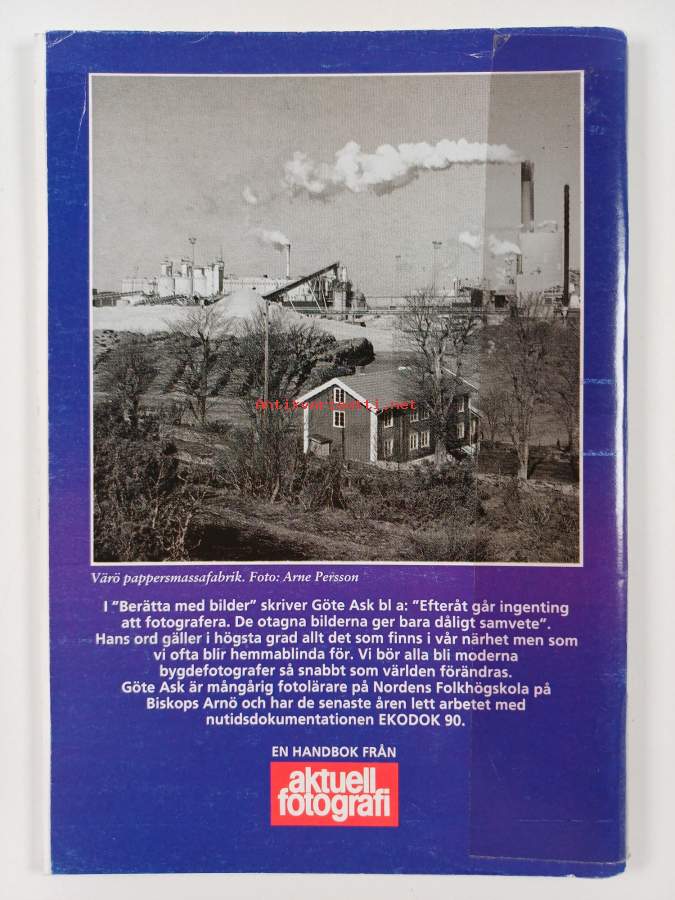 Antikvariaatti.net
Värö pappersmassafabrik. Foto: Arne Persson
I ”Berätta med bilder” skriver Göte Ask bl a: ”Efteråt går ingenting
att fotografera. De otagna bilderna ger bara dåligt samvete”.
Hans ord gäller i högsta grad allt det som finns i vår närhet men som
vi ofta blir hemmablinda för. Vi bör alla bli moderna
bygdefotografer så snabbt som världen förändras.
Göte Ask är mångårig fotolärare på Nordens Folkhögskola på
Biskops Arnö och har de senaste åren lett arbetet med
nutidsdokumentationen EKODOK 90.
EN HANDBOK FRÅN
aktuell
fotografi